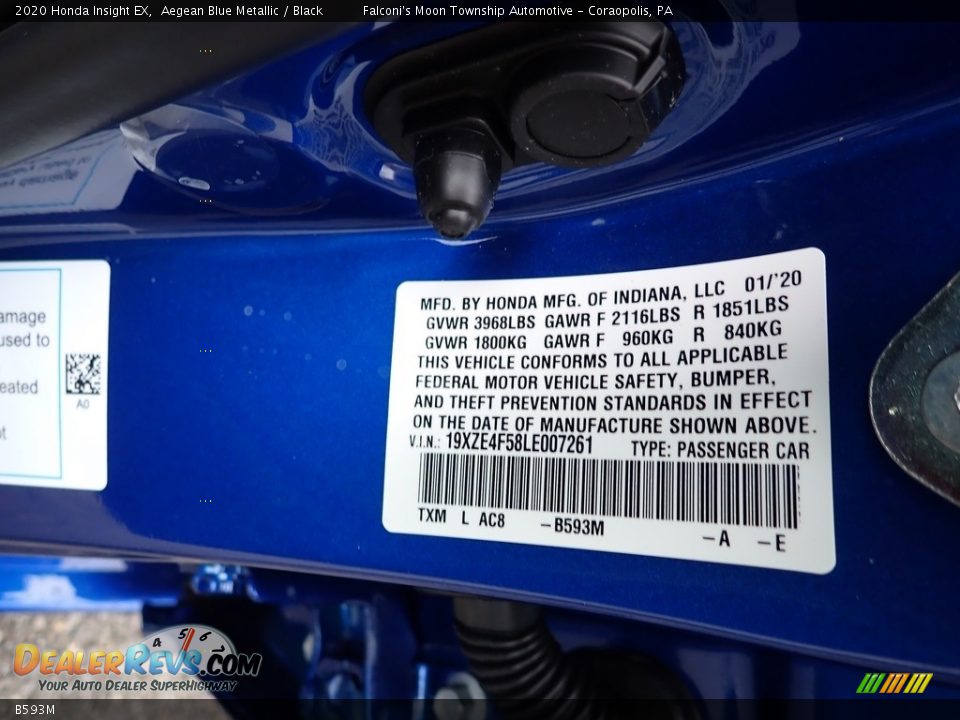 2020 Honda Insight EX, Aegean Blue Metallic / Black Falconi's Moon Township Automotive - Coraopolis, PA
MFD. BY HONDA MFG. OF INDIANA, LLC 01/'20
GVWR 3968LBS GAWR F 2116LBS R 1851LBS
GVWR 1800KG GAWR F 960KG R 840KG
THIS VEHICLE CONFORMS TO ALL APPLICABLE
FEDERAL MOTOR VEHICLE SAFETY, BUMPER,
AND THEFT PREVENTION STANDARDS IN EFFECT
ON THE DATE OF MANUFACTURE SHOWN ABOVE.
V.I.N.: 19XZE4F58LE007261 TYPE: PASSENGER CAR
TXM L AC8 -B593M
-A -E
amage
used to
eated
A0
4 5 6
DEALERREVS.COM
YOUR AUTO DEALER SUPERHIGHWAY
B593M